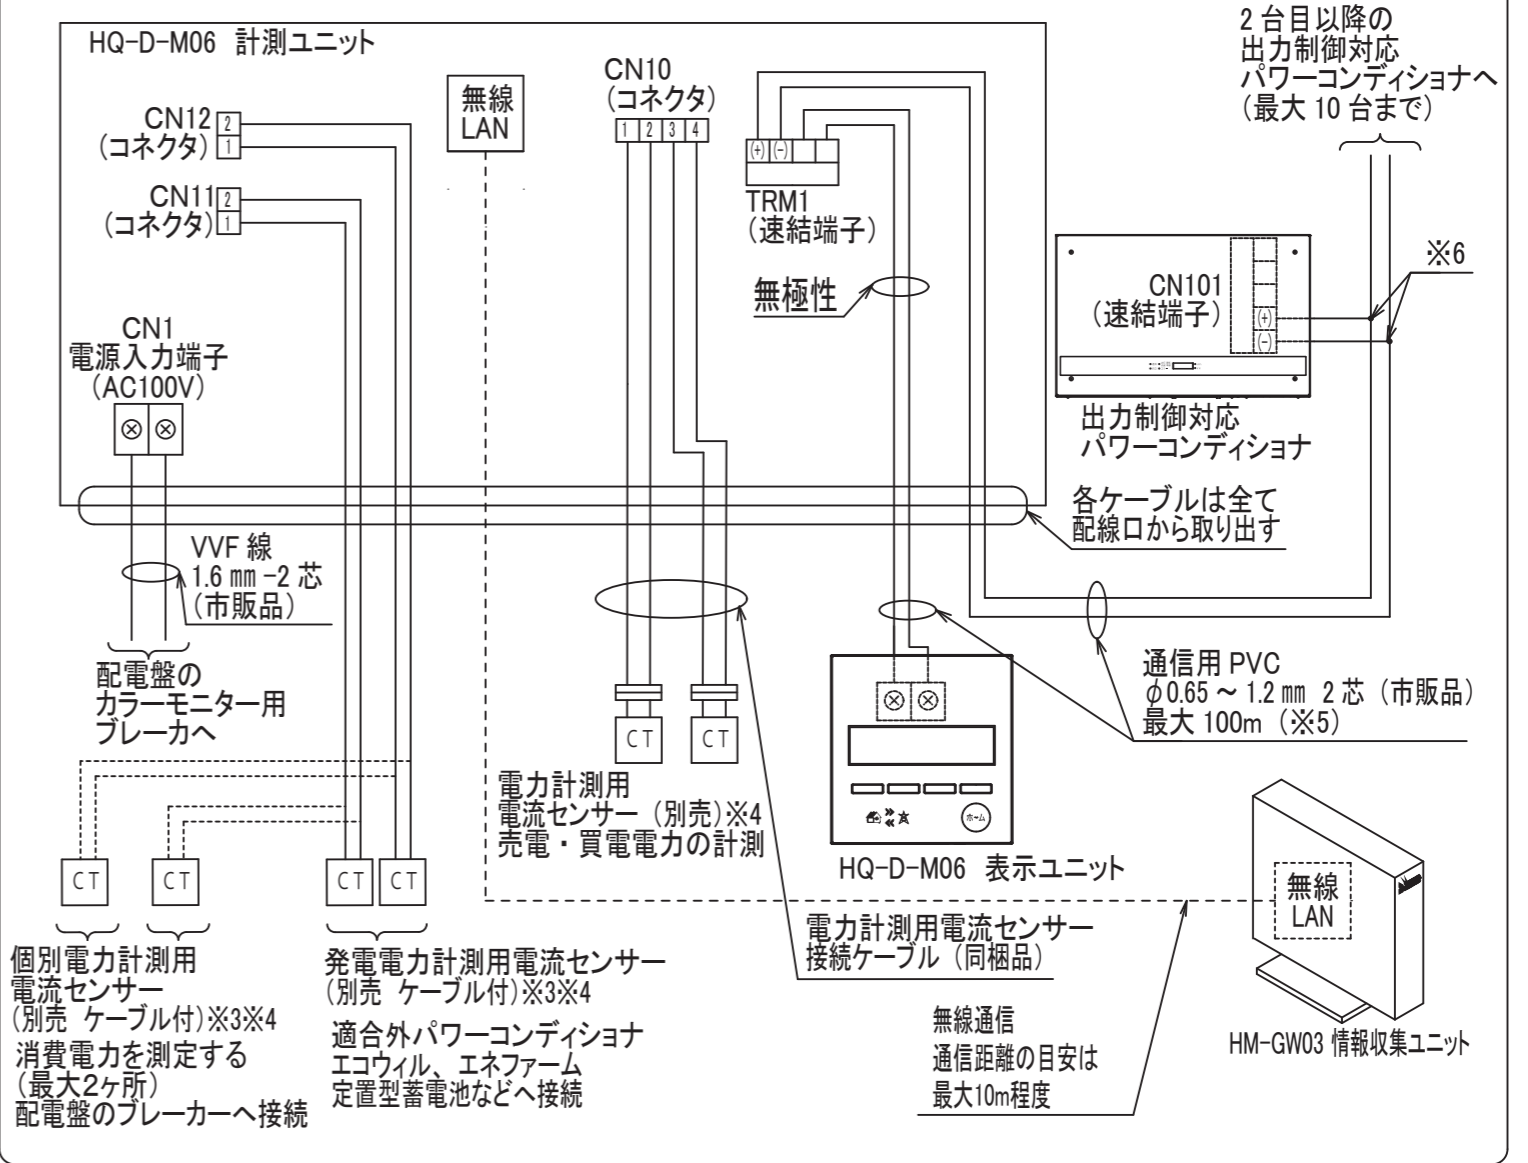 HQ-D-M06 計測ユニット
2 台目以降の
出力制御対応
パワーコンディショナへ
(最大 10 台まで)
無線
LAN
CN10
(コネクタ)
1 2 3 4
CN12
(コネクタ)
2
1
CN11
(コネクタ)
2
1
(+) (-)
TRM1
(速結端子)
無極性
CN101
(速結端子)
(+)
(-)
※6
出力制御対応
パワーコンディショナ
CN1
電源入力端子
(AC100V)
各ケーブルは全て
配線口から取り出す
VVF 線
1.6 mm -2 芯
(市販品)
配電盤の
カラーモニター用
ブレーカへ
通信用 PVC
φ0.65 ~ 1.2 mm 2 芯 (市販品)
最大 100m (※5)
CT
CT
電力計測用
電流センサー (別売)※4
売電・買電電力の計測
ホーム
HQ-D-M06 表示ユニット
CT
CT
CT
CT
無線
LAN
電力計測用電流センサー
接続ケーブル (同梱品)
個別電力計測用
電流センサー
(別売 ケーブル付)※3※4
消費電力を測定する
(最大2ヶ所)
配電盤のブレーカーへ接続
発電電力計測用電流センサー
(別売 ケーブル付)※3※4
適合外パワーコンディショナ
エコウィル、エネファーム
定置型蓄電池などへ接続
無線通信
通信距離の目安は
最大10m程度
HM-GW03 情報収集ユニット